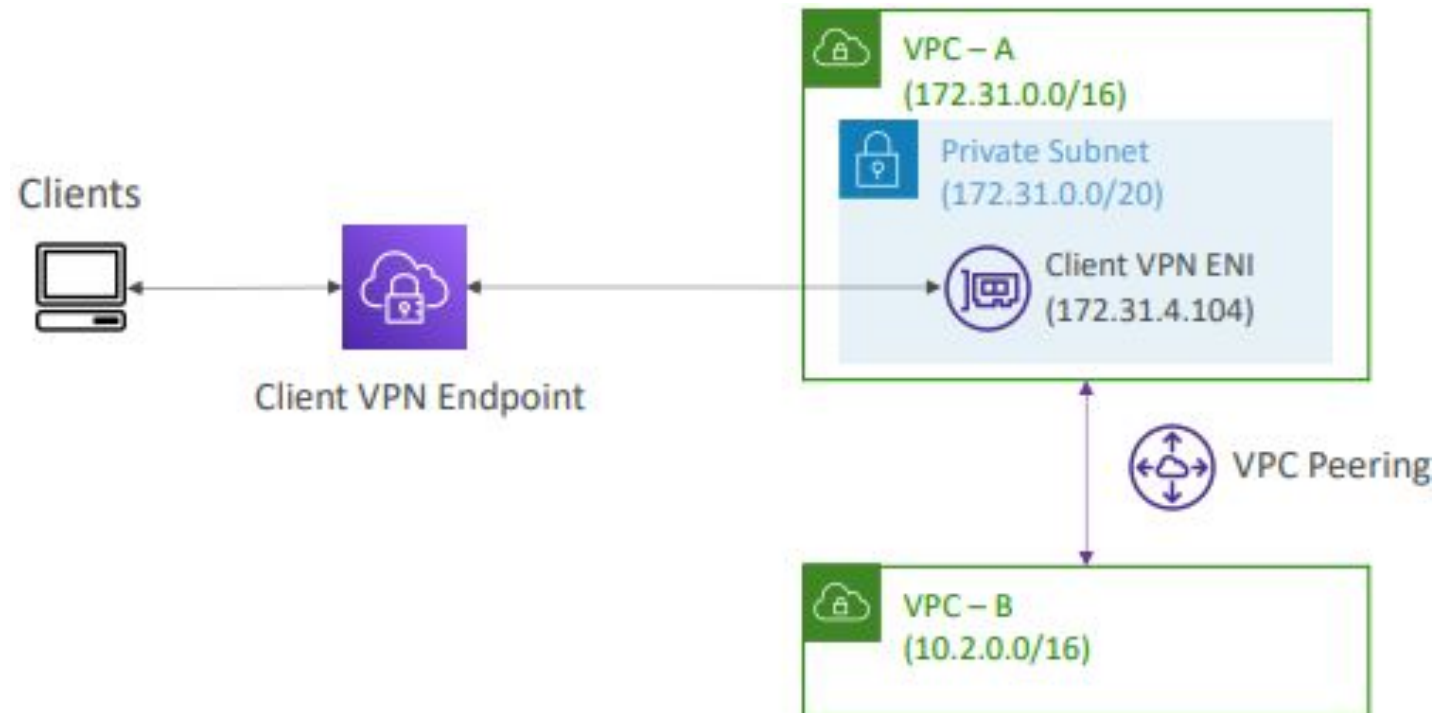 VPC – A
(172.31.0.0/16)
Private Subnet
(172.31.0.0/20)
Clients
Client VPN ENI
(172.31.4.104)
Client VPN Endpoint
VPC Peering
VPC – B
(10.2.0.0/16)